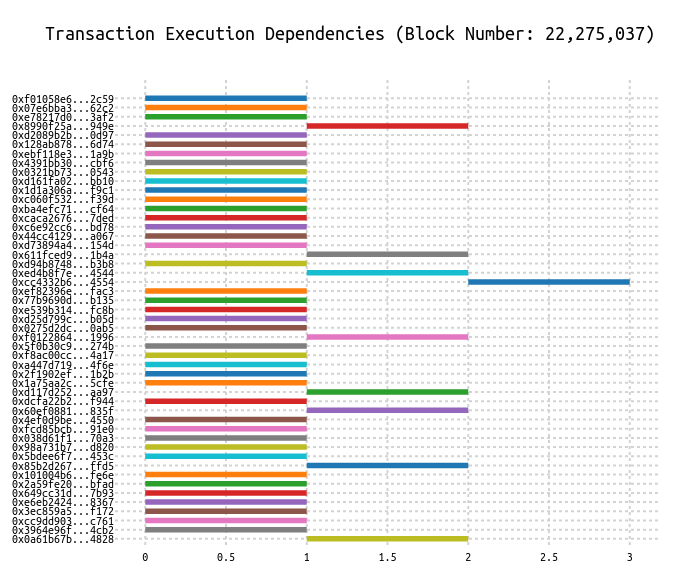 Transaction Execution Dependencies (Block Number: 22,275,037)
0xf01058e6...2c59
0x07e6bba3...62c2
0xe78217d0...3af2
0x8990f25a...949e
0xd2089b2b...0d97
0x128ab878...6d74
0xebf118e3...1a9b
0x4391bb30...cbf6
0x0321bb73...0543
0xd161fa02...bb10
0x1d1a306a...f9c1
0xc060f532...f39d
0xba4efc71...cf64
0xcaca2676...7ded
0xc6e92cc6...bd78
0x44cc4129...a067
0xd73894a4...154d
0x611fced9...1b4a
0xd94b8748...b3b8
0xed4b8f7e...4544
0xcc4332b6...4554
0xef82396e...fac3
0x77b9690d...b135
0xe539b314...fc8b
0xd25d799c...b05d
0x0275d2dc...0ab5
0xf0122864...1996
0x5f0b30c9...274b
0xf8ac00cc...4a17
0xa447d719...4f6e
0x2f1902ef...1b2b
0x1a75aa2c...5cfe
0xd117d252...aa97
0xdcfa22b2...f944
0x60ef0881...835f
0x4ef0d9be...4550
0xfcd85bcb...91e0
0x038d61f1...70a3
0x98a731b7...d820
0x5bdee6f7...453c
0x85b2d267...ffd5
0x101004b6...fe6e
0x2a59fe20...bfad
0x649cc31d...7b93
0xe6eb2424...8367
0x3ec859a5...f172
0xcc9dd903...c761
0x3964e96f...4cb2
0x0a61b67b...4828
0 0.5 1 1.5 2 2.5 3